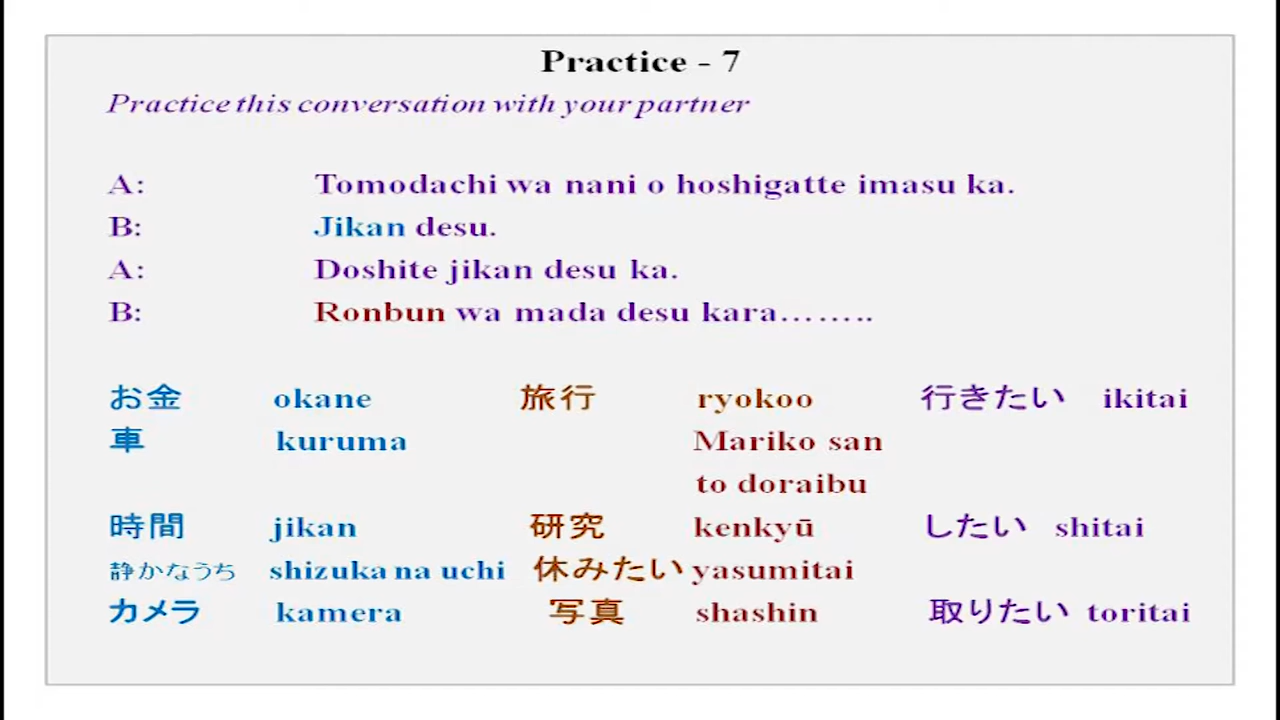 Practice - 7
Practice this conversation with your partner
A: Tomodachi wa nani o hoshigatte imasu ka.
B: Jikan desu.
A: Doshite jikan desu ka.
B: Ronbun wa mada desu kara……..
お金 okane 旅行 ryokoo 行きたい ikitai
車 kuruma Mariko san
to doraibu
時間 jikan 研究 kenkyū したい shitai
静かなうち shizuka na uchi 休みたい yasumitai
カメラ kamera 写真 shashin 取りたい toritai